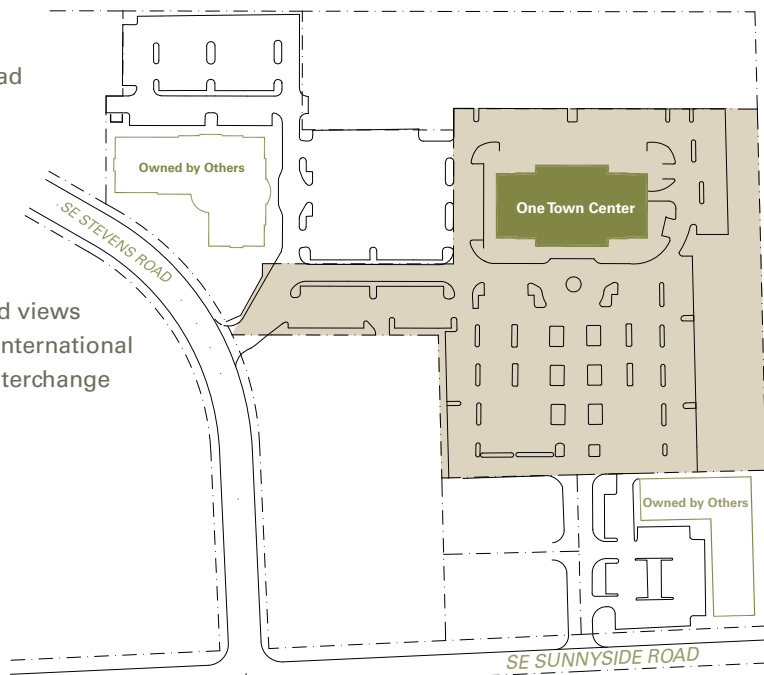 ad
Owned by Others
One Town Center
SE STEVENS ROAD
d views
nternational
terchange
Owned by Others
SE SUNNYSIDE ROAD